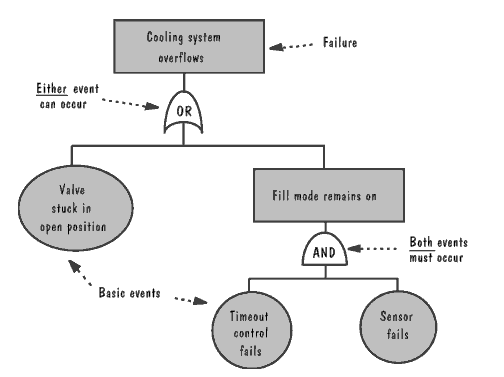 Cooling system
overflows
Failure
Either event
can occur
OR
Valve
stuck in
open position
Fill mode remains on
AND
Both events
must occur
Basic events
Timeout
control
fails
Sensor
fails